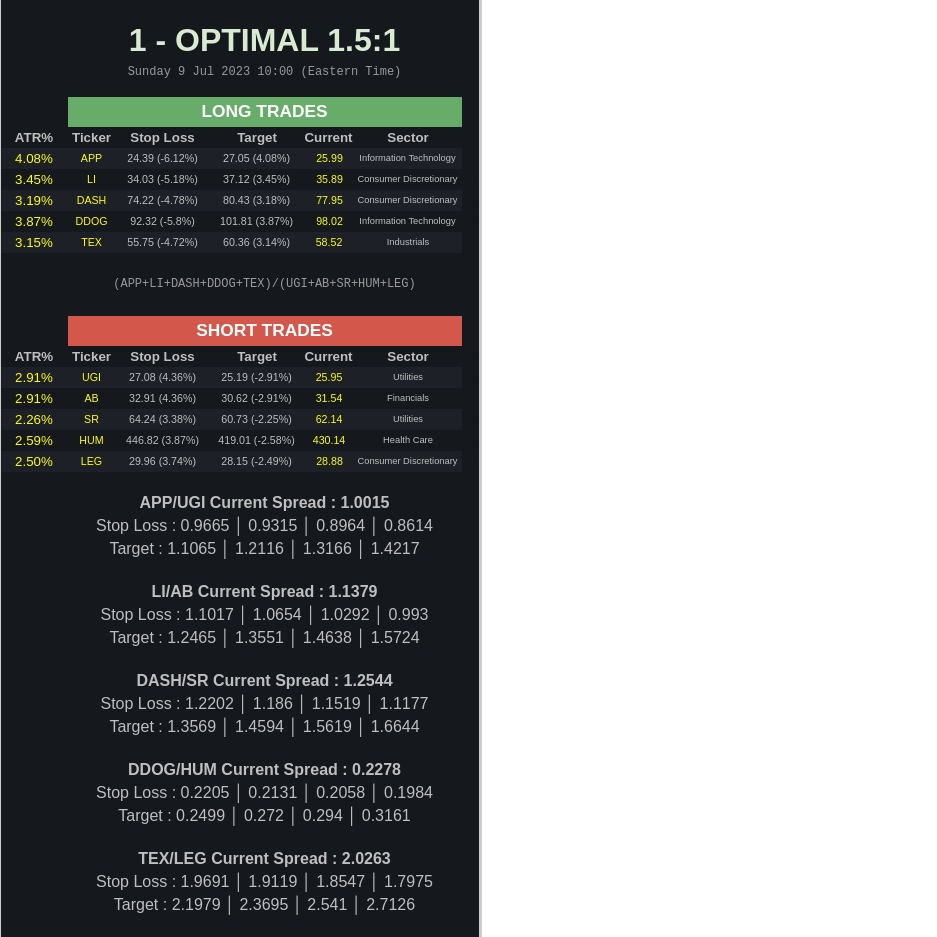 1 - OPTIMAL 1.5:1
Sunday 9 Jul 2023 10:00 (Eastern Time)
LONG TRADES
ATR% Ticker Stop Loss Target Current Sector
4.08% APP 24.39 (-6.12%) 27.05 (4.08%) 25.99 Information Technology
3.45% LI 34.03 (-5.18%) 37.12 (3.45%) 35.89 Consumer Discretionary
3.19% DASH 74.22 (-4.78%) 80.43 (3.18%) 77.95 Consumer Discretionary
3.87% DDOG 92.32 (-5.8%) 101.81 (3.87%) 98.02 Information Technology
3.15% TEX 55.75 (-4.72%) 60.36 (3.14%) 58.52 Industrials
(APP+LI+DASH+DDOG+TEX)/(UGI+AB+SR+HUM+LEG)
SHORT TRADES
ATR% Ticker Stop Loss Target Current Sector
2.91% UGI 27.08 (4.36%) 25.19 (-2.91%) 25.95 Utilities
2.91% AB 32.91 (4.36%) 30.62 (-2.91%) 31.54 Financials
2.26% SR 64.24 (3.38%) 60.73 (-2.25%) 62.14 Utilities
2.59% HUM 446.82 (3.87%) 419.01 (-2.58%) 430.14 Health Care
2.50% LEG 29.96 (3.74%) 28.15 (-2.49%) 28.88 Consumer Discretionary
APP/UGI Current Spread : 1.0015
Stop Loss : 0.9665 │ 0.9315 │ 0.8964 │ 0.8614
Target : 1.1065 │ 1.2116 │ 1.3166 │ 1.4217
LI/AB Current Spread : 1.1379
Stop Loss : 1.1017 │ 1.0654 │ 1.0292 │ 0.993
Target : 1.2465 │ 1.3551 │ 1.4638 │ 1.5724
DASH/SR Current Spread : 1.2544
Stop Loss : 1.2202 │ 1.186 │ 1.1519 │ 1.1177
Target : 1.3569 │ 1.4594 │ 1.5619 │ 1.6644
DDOG/HUM Current Spread : 0.2278
Stop Loss : 0.2205 │ 0.2131 │ 0.2058 │ 0.1984
Target : 0.2499 │ 0.272 │ 0.294 │ 0.3161
TEX/LEG Current Spread : 2.0263
Stop Loss : 1.9691 │ 1.9119 │ 1.8547 │ 1.7975
Target : 2.1979 │ 2.3695 │ 2.541 │ 2.7126